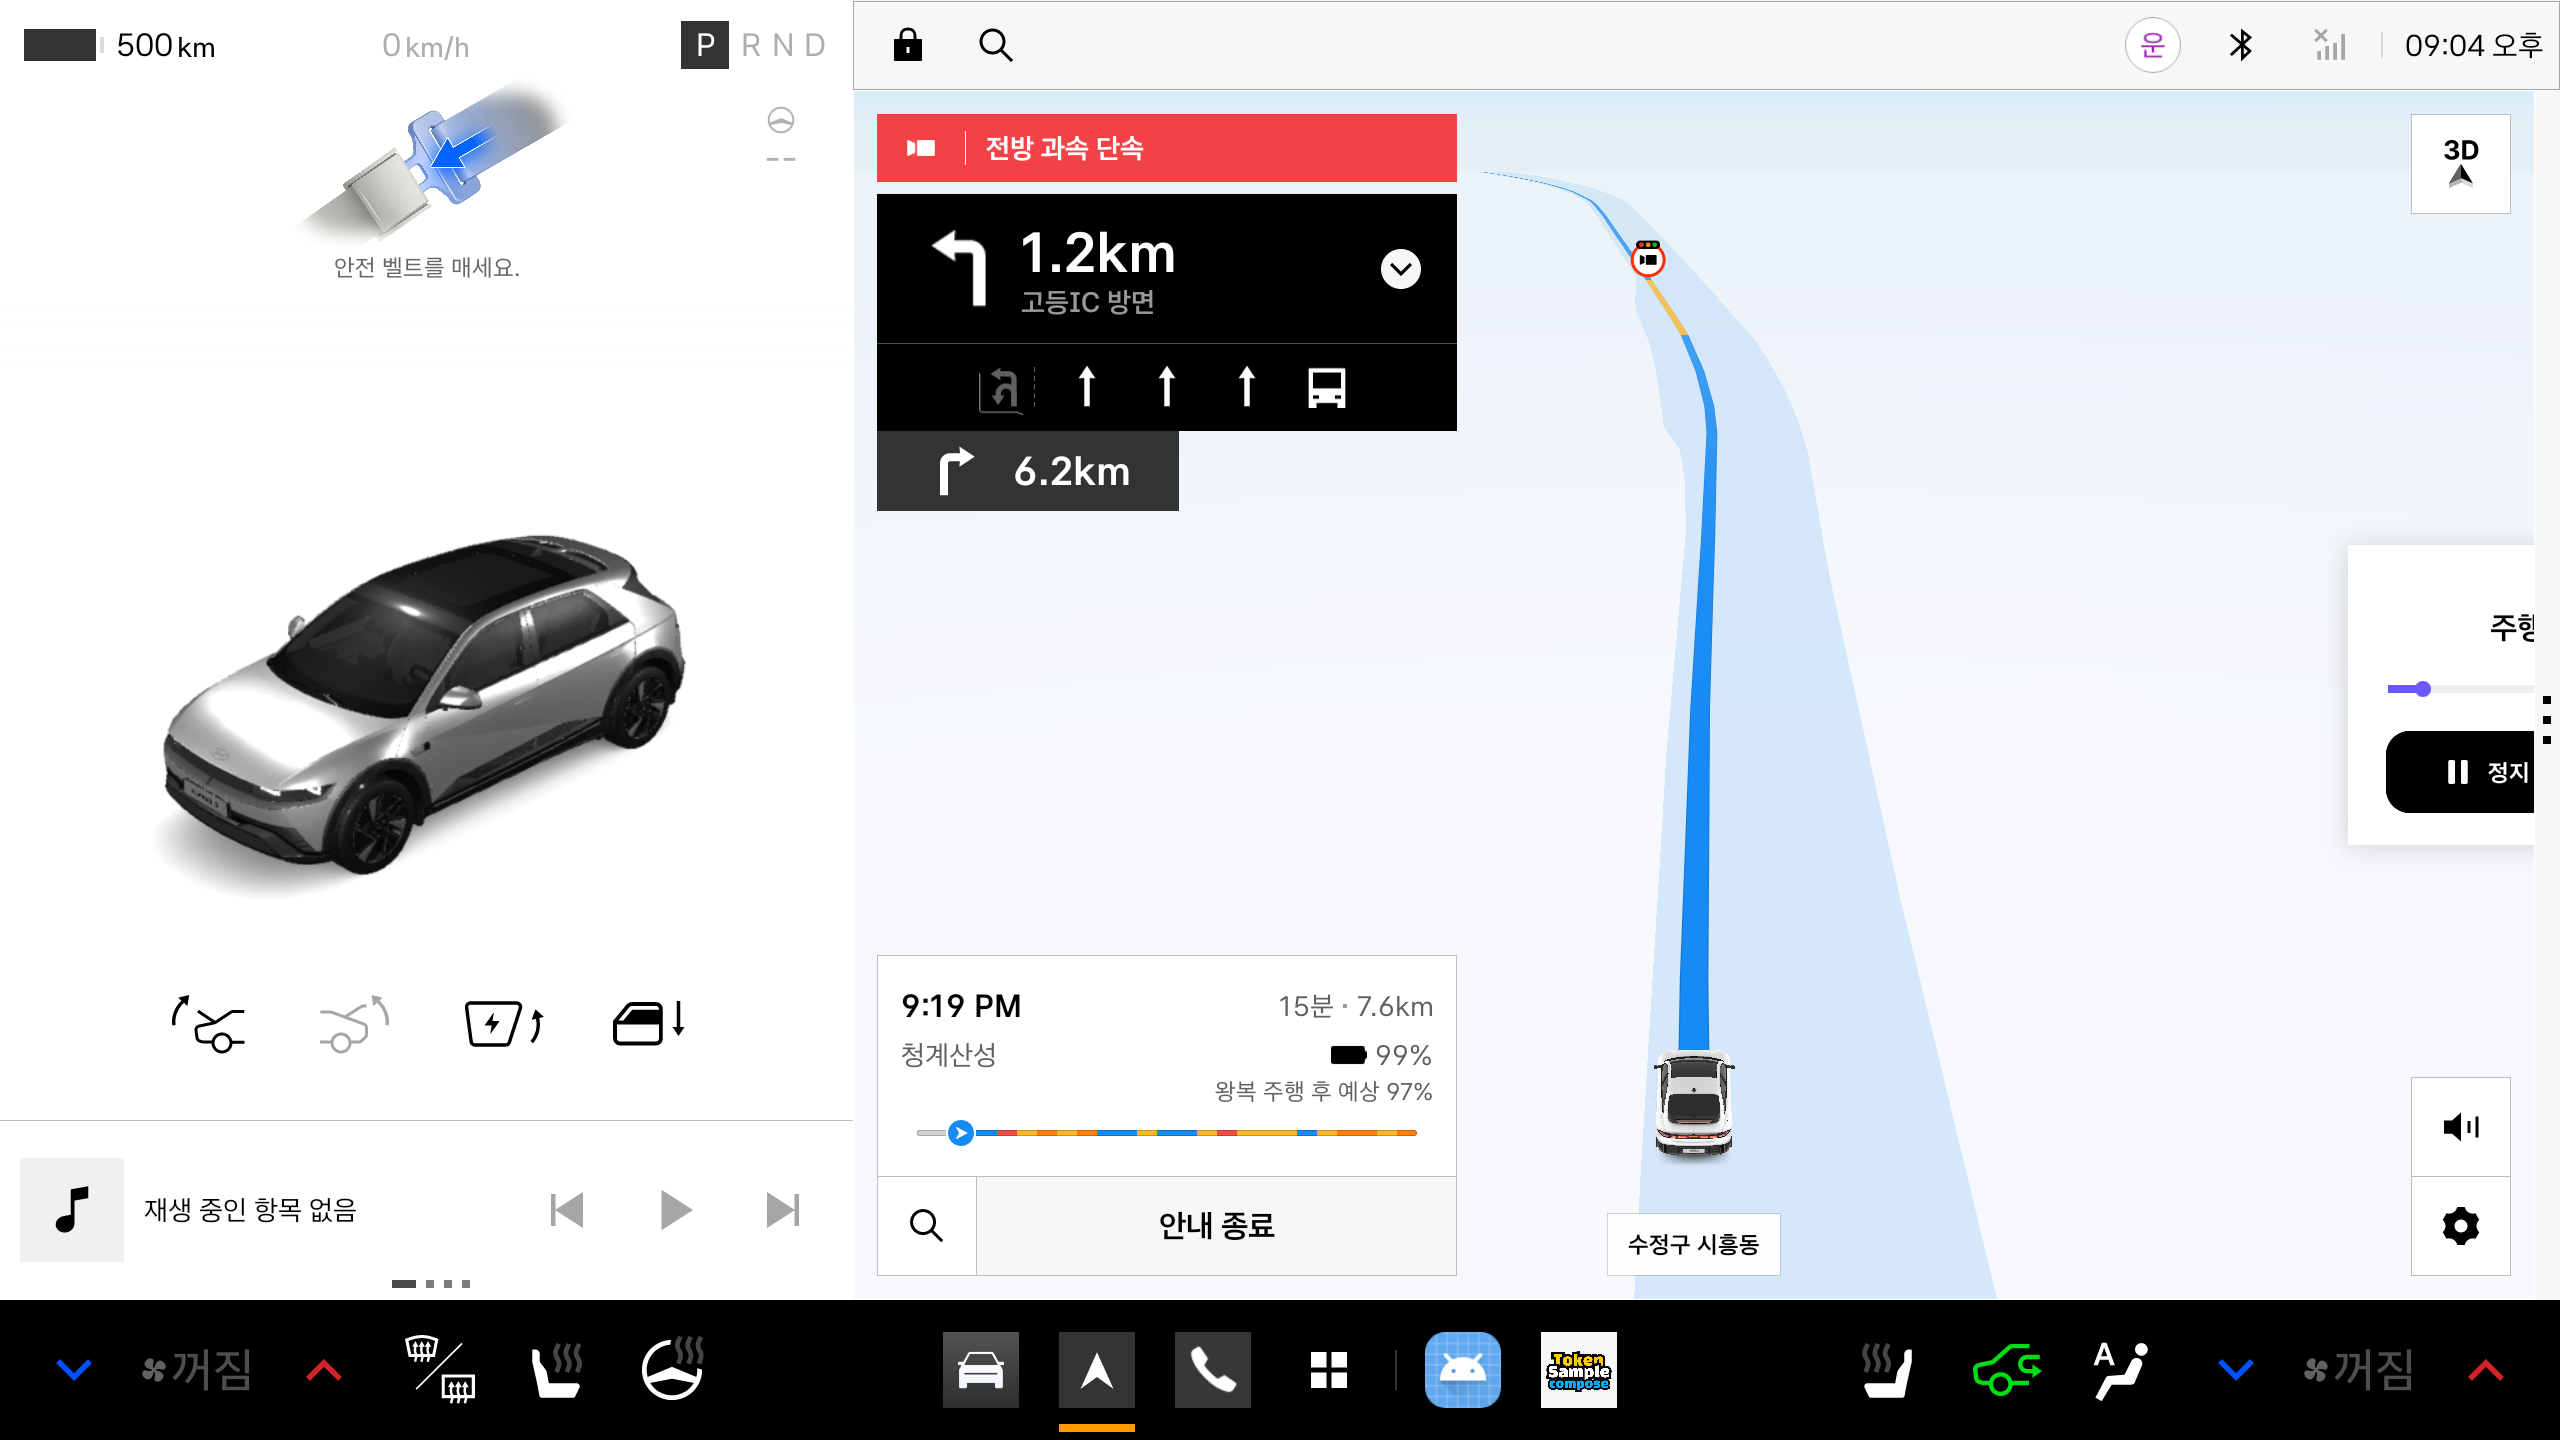 500 km
0 km/h
P R N D
운
09:04 오후
안전 벨트를 매세요.
전방 과속 단속
1.2km
고등IC 방면
6.2km
3D
주행
정지
9:19 PM
15분 · 7.6km
청계산성
99%
왕복 주행 후 예상 97%
안내 종료
수정구 시흥동
재생 중인 항목 없음
꺼짐
Token
Sample
compose
A
꺼짐